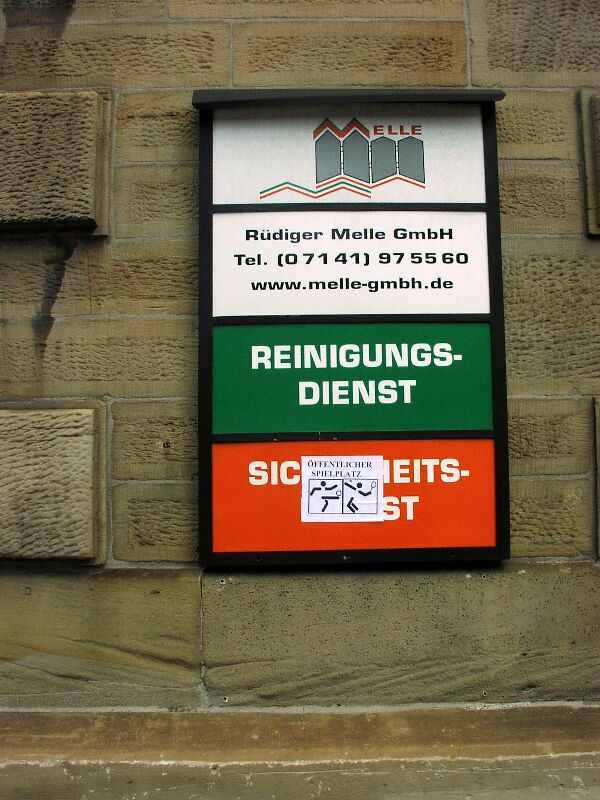 MELLE
Rüdiger Melle GmbH
Tel. (0 71 41) 97 55 60
www.melle-gmbh.de
REINIGUNGS-
DIENST
SIC HEITS-
ÖFFENTLICHER
SPIELPLATZ
ST